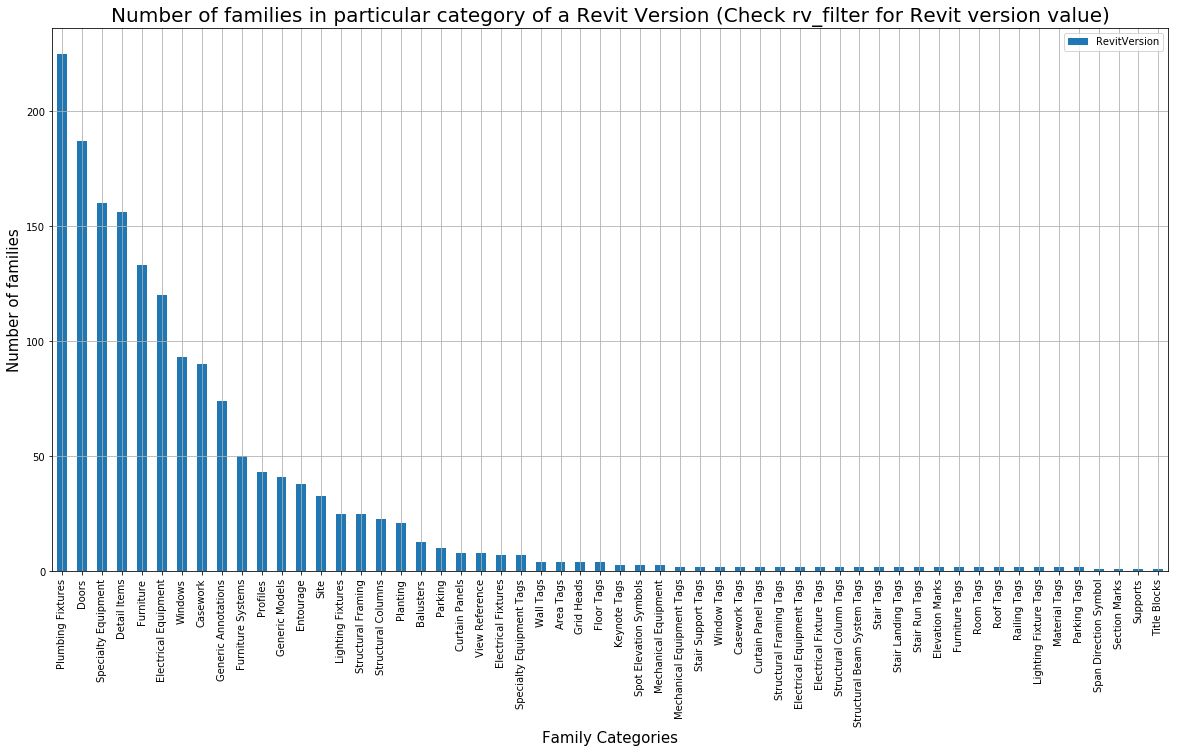 Number of families in particular category of a Revit Version (Check rv_filter for Revit version value)
RevitVersion
200
150
100
50
0
Number of families
Plumbing Fixtures
Doors
Specialty Equipment
Detail Items
Furniture
Electrical Equipment
Windows
Casework
Generic Annotations
Furniture Systems
Profiles
Generic Models
Entourage
Site
Lighting Fixtures
Structural Framing
Structural Columns
Planting
Balusters
Parking
Curtain Panels
View Reference
Electrical Fixtures
Specialty Equipment Tags
Wall Tags
Area Tags
Grid Heads
Floor Tags
Keynote Tags
Spot Elevation Symbols
Mechanical Equipment
Mechanical Equipment Tags
Stair Support Tags
Window Tags
Casework Tags
Curtain Panel Tags
Structural Framing Tags
Electrical Equipment Tags
Electrical Fixture Tags
Structural Column Tags
Structural Beam System Tags
Stair Tags
Stair Landing Tags
Stair Run Tags
Elevation Marks
Furniture Tags
Room Tags
Roof Tags
Railing Tags
Lighting Fixture Tags
Material Tags
Parking Tags
Span Direction Symbol
Section Marks
Supports
Title Blocks
Family Categories